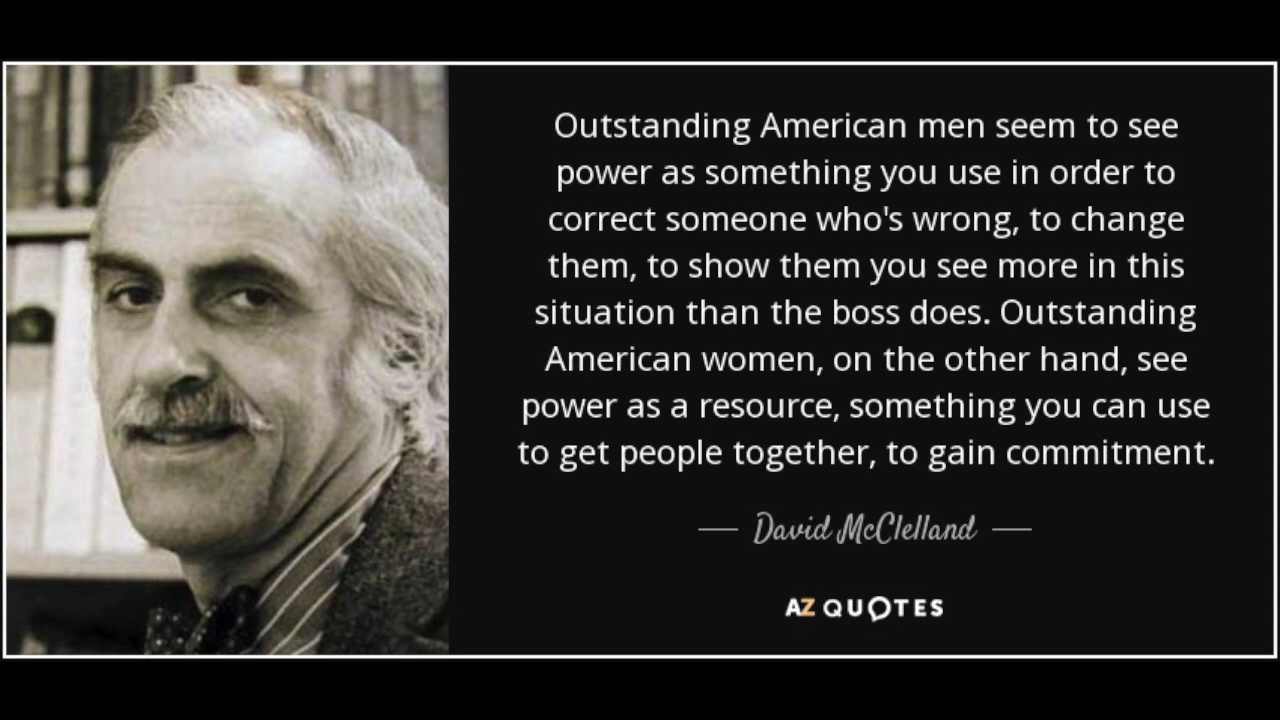 Outstanding American men seem to see
power as something you use in order to
correct someone who's wrong, to change
them, to show them you see more in this
situation than the boss does. Outstanding
American women, on the other hand, see
power as a resource, something you can use
to get people together, to gain commitment.
David McClelland
AZ QUOTES